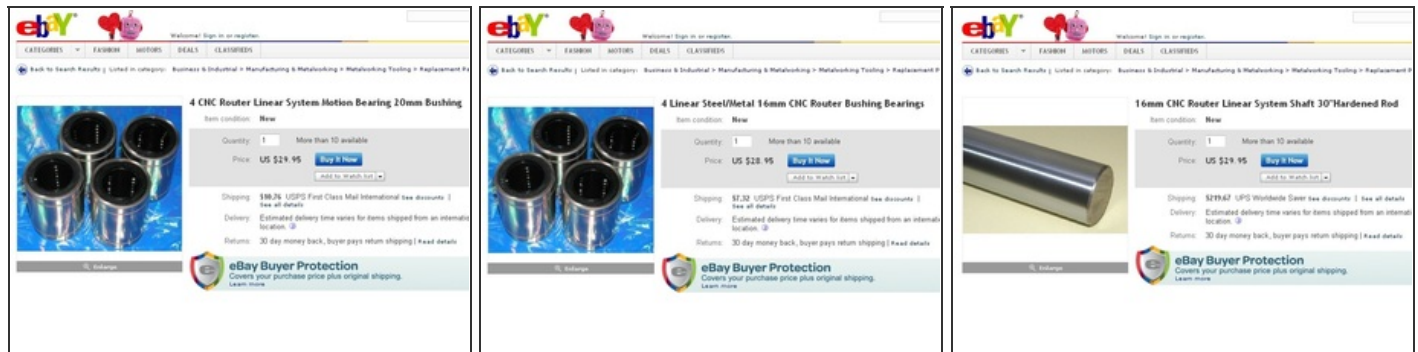 ebaY
Welcome! Sign in or register.
CATEGORIES FASHION MOTORS DEALS CLASSIFIEDS
Back to Search Results | Listed in category: Business & Industrial > Manufacturing & Metalworking > Metalworking Tooling > Replacement Pa
4 CNC Router Linear System Motion Bearing 20mm Bushing
Item condition: New
Quantity: 1 More than 10 available
Price: US $29.95 Buy It Now
Add to Watch list
Shipping: $10.76 USPS First Class Mail International See discounts |
See all details
Delivery: Estimated delivery time varies for items shipped from an internatio
location.
Returns: 30 day money back, buyer pays return shipping | Read details
Enlarge
eBay Buyer Protection
Covers your purchase price plus original shipping.
Learn more
ebaY
Welcome! Sign in or register.
CATEGORIES FASHION MOTORS DEALS CLASSIFIEDS
Back to Search Results | Listed in category: Business & Industrial > Manufacturing & Metalworking > Metalworking Tooling > Replacement P
4 Linear Steel/Metal 16mm CNC Router Bushing Bearings
Item condition: New
Quantity: 1 More than 10 available
Price: US $28.95 Buy It Now
Add to Watch list
Shipping: $7.32 USPS First Class Mail International See discounts |
See all details
Delivery: Estimated delivery time varies for items shipped from an internati
location.
Returns: 30 day money back, buyer pays return shipping | Read details
Enlarge
eBay Buyer Protection
Covers your purchase price plus original shipping.
Learn more
ebaY
Welcome! Sign in or register.
CATEGORIES FASHION MOTORS DEALS CLASSIFIEDS
Back to Search Results | Listed in category: Business & Industrial > Manufacturing & Metalworking > Metalworking Tooling > Replacement
16mm CNC Router Linear System Shaft 30"Hardened Rod
Item condition: New
Quantity: 1 More than 10 available
Price: US $29.95 Buy It Now
Add to Watch list
Shipping: $219.67 UPS Worldwide Saver See discounts | See all details
Delivery: Estimated delivery time varies for items shipped from an internati
location.
Returns: 30 day money back, buyer pays return shipping | Read details
Enlarge
eBay Buyer Protection
Covers your purchase price plus original shipping.
Learn more